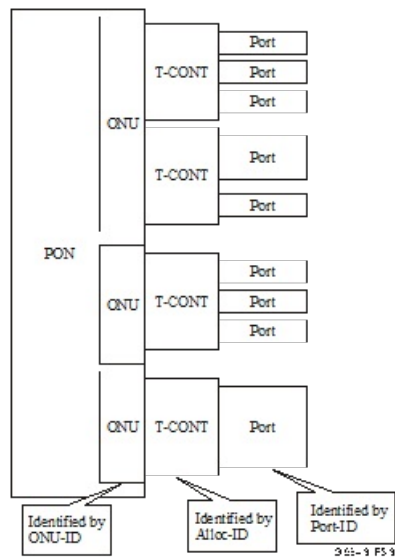 Port
T-CONT
Port
Port
ONU
Port
T-CONT
Port
PON
Port
ONU
T-CONT
Port
Port
ONU
T-CONT
Port
Identified by
ONU-ID
Identified by
Alloc-ID
Identified by
Port-ID